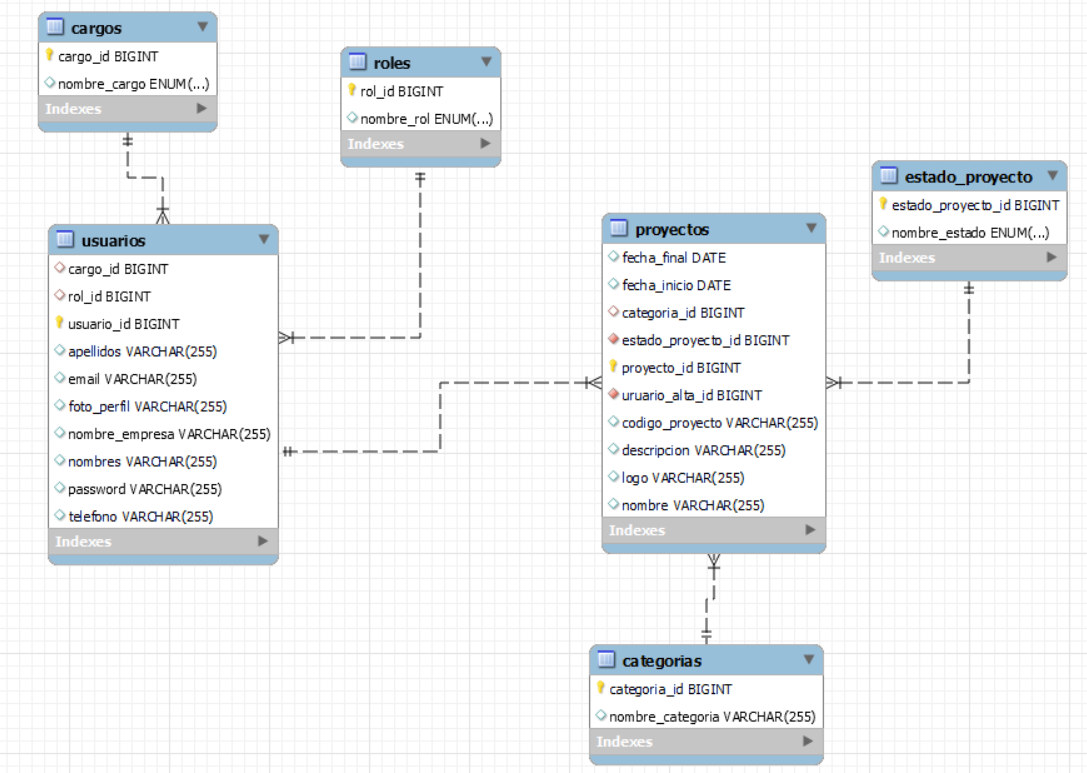 cargos
cargo_id BIGINT
nombre_cargo ENUM(...)
Indexes
roles
rol_id BIGINT
nombre_rol ENUM(...)
Indexes
usuarios
cargo_id BIGINT
rol_id BIGINT
usuario_id BIGINT
apellidos VARCHAR(255)
email VARCHAR(255)
foto_perfil VARCHAR(255)
nombre_empresa VARCHAR(255)
nombres VARCHAR(255)
password VARCHAR(255)
telefono VARCHAR(255)
Indexes
proyectos
fecha_final DATE
fecha_inicio DATE
categoria_id BIGINT
estado_proyecto_id BIGINT
proyecto_id BIGINT
uruario_alta_id BIGINT
codigo_proyecto VARCHAR(255)
descripcion VARCHAR(255)
logo VARCHAR(255)
nombre VARCHAR(255)
Indexes
estado_proyecto
estado_proyecto_id BIGINT
nombre_estado ENUM(...)
Indexes
categorias
categoria_id BIGINT
nombre_categoria VARCHAR(255)
Indexes